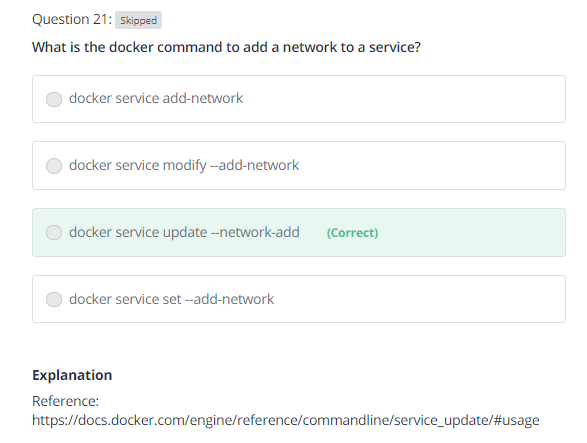 Question 21: Skipped
What is the docker command to add a network to a service?
docker service add-network
docker service modify --add-network
docker service update --network-add (Correct)
docker service set --add-network
Explanation
Reference:
https://docs.docker.com/engine/reference/commandline/service_update/#usage